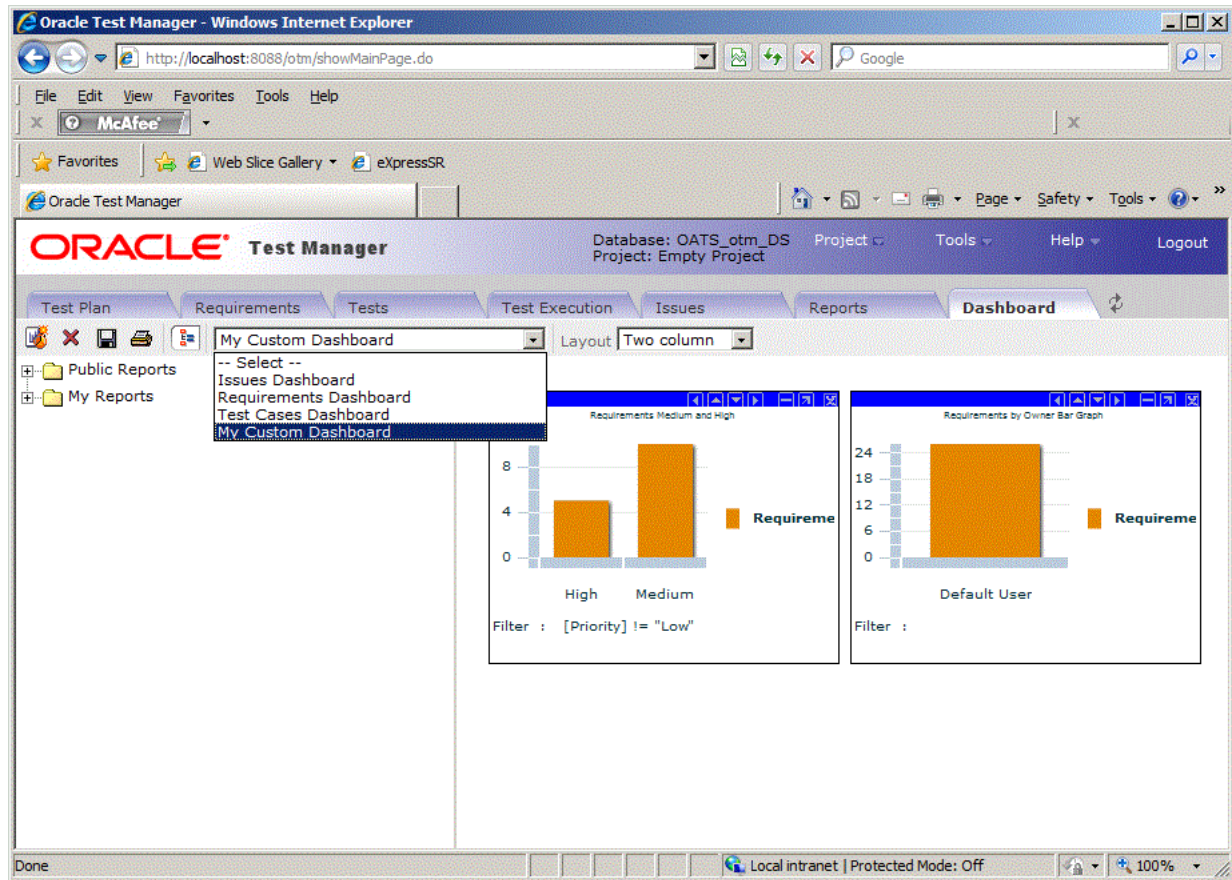 Oracle Test Manager - Windows Internet Explorer
http://localhost:8088/otm/showMainPage.do
Google
File Edit View Favorites Tools Help
McAfee
Favorites Web Slice Gallery eXpressSR
Oracle Test Manager
Page Safety Tools »
ORACLE Test Manager
Database: OATS_otm_DS
Project: Empty Project
Project Tools Help Logout
Test Plan Requirements Tests Test Execution Issues Reports Dashboard
My Custom Dashboard
Layout Two column
Public Reports
My Reports
-- Select --
Issues Dashboard
Requirements Dashboard
Test Cases Dashboard
My Custom Dashboard
Requirements Medium and High
8
4
0
High Medium
Requireme
Filter : [Priority] != "Low"
Requirements by Owner Bar Graph
24
18
12
6
0
Default User
Requireme
Filter :
Done
Local intranet | Protected Mode: Off
100%